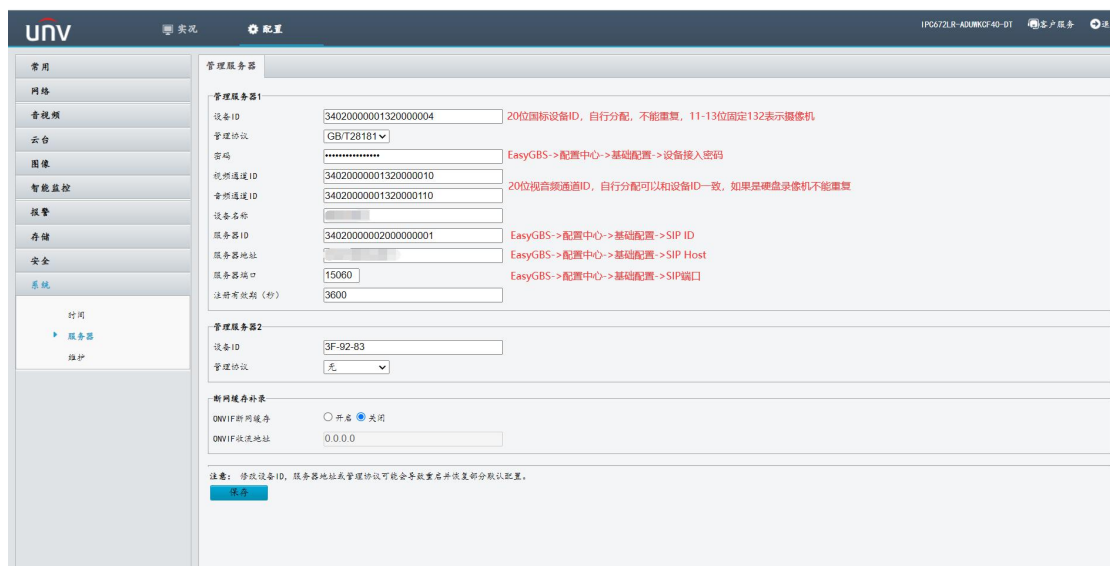 unv 实况 配置 IPC672LR-ADUWKCF40-DT 客户服务
常用
网络
音视频
云台
图像
智能监控
报警
存储
安全
系统
时间
服务器
维护
管理服务器
管理服务器1
设备ID 34020000001320000004 20位国标设备ID，自行分配，不能重复，11-13位固定132表示摄像机
管理协议 GB/T28181
密码 •••••••••••••••• EasyGBS->配置中心->基础配置->设备接入密码
视频通道ID 34020000001320000010
20位视音频通道ID，自行分配可以和设备ID一致，如果是硬盘录像机不能重复
音频通道ID 34020000001320000110
设备名称
服务器ID 34020000002000000001 EasyGBS->配置中心->基础配置->SIP ID
服务器地址 EasyGBS->配置中心->基础配置->SIP Host
服务器端口 15060 EasyGBS->配置中心->基础配置->SIP端口
注册有效期（秒） 3600
管理服务器2
设备ID 3F-92-83
管理协议 无
断网缓存补录
ONVIF断网缓存 开启 关闭
ONVIF收流地址 0.0.0.0
注意： 修改设备ID，服务器地址或管理协议可能会导致重启并恢复部分默认配置。
保存